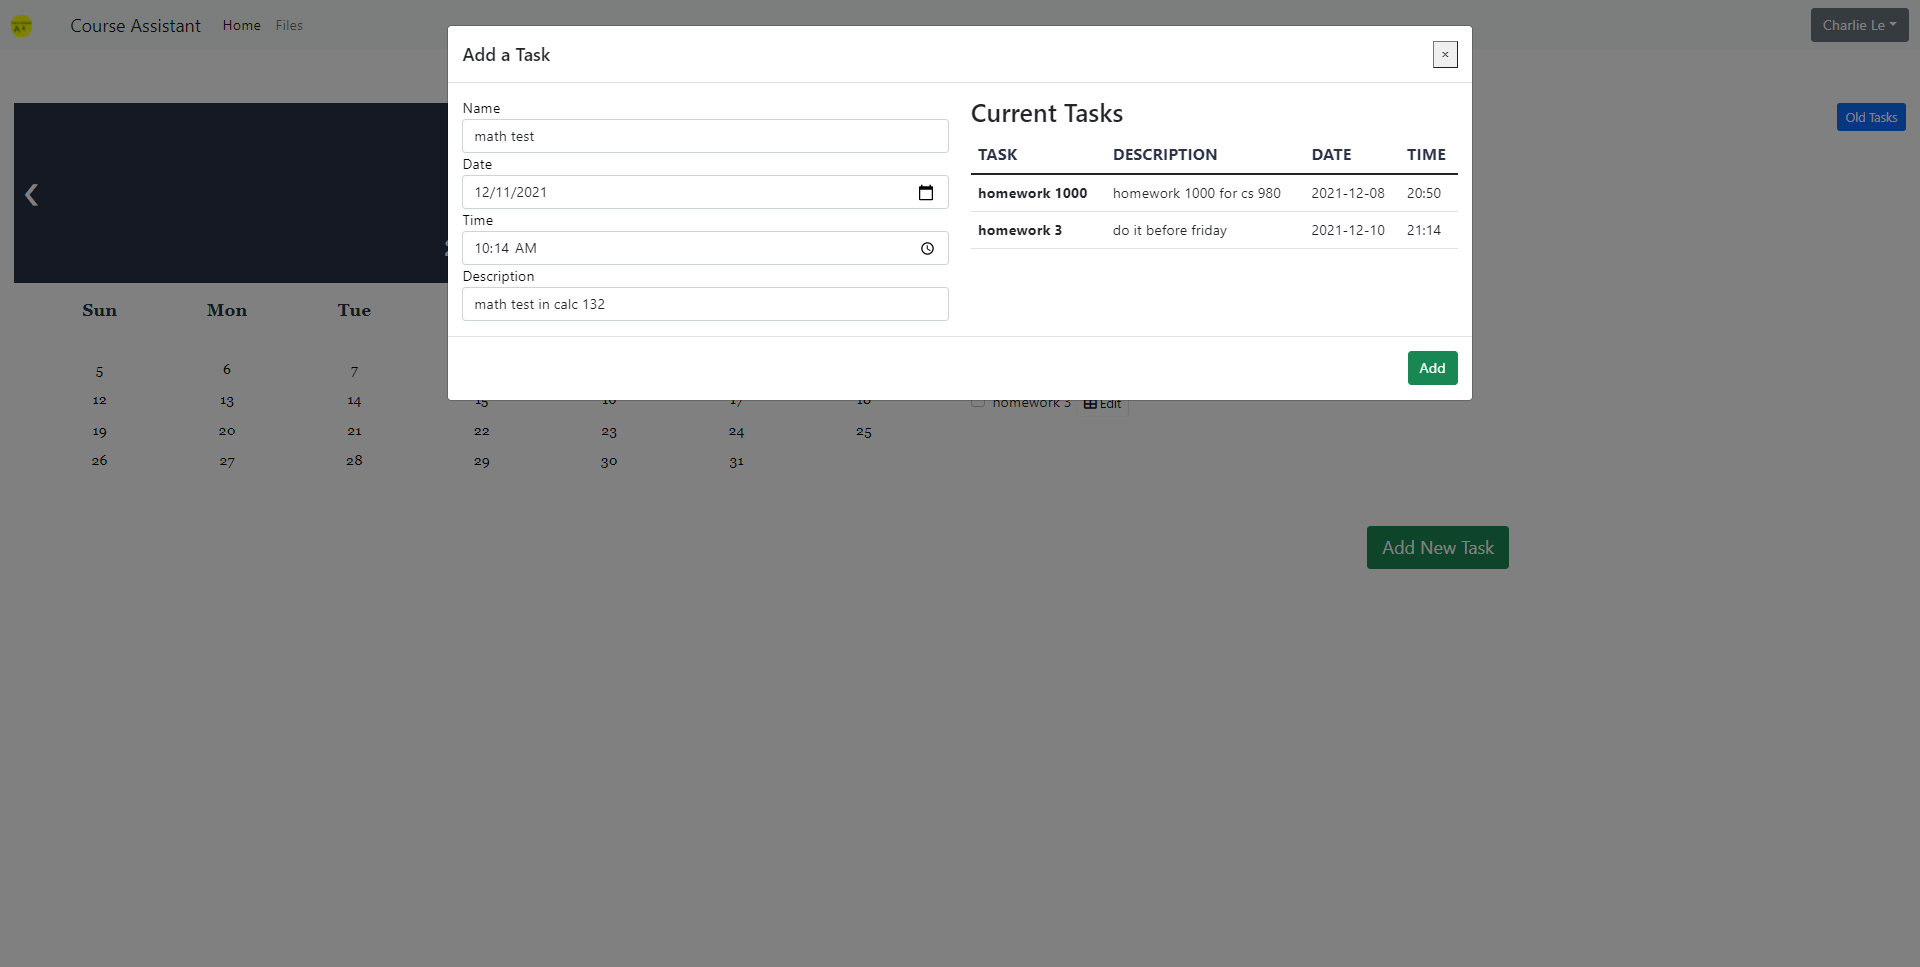 Course Assistant Home Files
Charlie Le
Add a Task
×
Name
math test
Date
12/11/2021
Time
10:14 AM
Description
math test in calc 132
Current Tasks
TASK DESCRIPTION DATE TIME
homework 1000 homework 1000 for cs 980 2021-12-08 20:50
homework 3 do it before friday 2021-12-10 21:14
Add
Old Tasks
Sun Mon Tue
5 6 7
12 13 14 15 16 17 18
19 20 21 22 23 24 25
26 27 28 29 30 31
homework 3 Edit
Add New Task